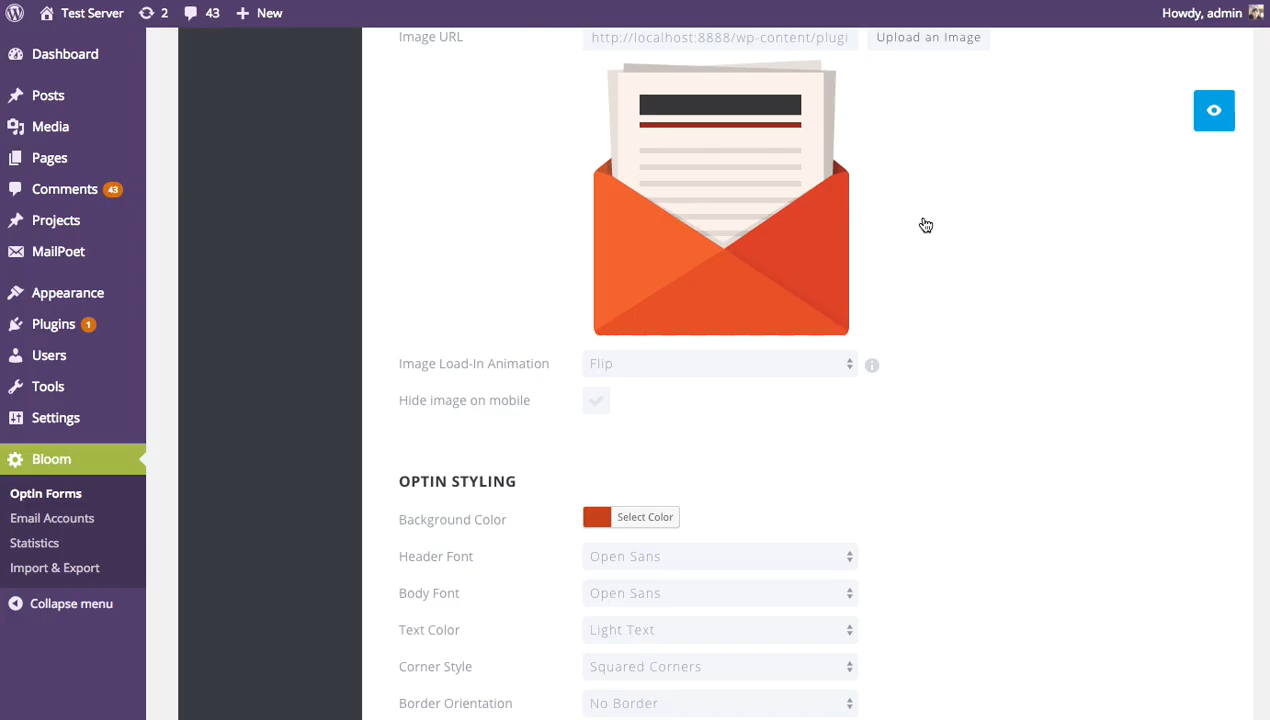 Test Server 2 43 New Howdy, admin
Dashboard
Posts
Media
Pages
Comments 43
Projects
MailPoet
Appearance
Plugins 1
Users
Tools
Settings
Bloom
Optin Forms
Email Accounts
Statistics
Import & Export
Collapse menu
Image URL http://localhost:8888/wp-content/plugi Upload an Image
Image Load-In Animation Flip
Hide image on mobile
OPTIN STYLING
Background Color Select Color
Header Font Open Sans
Body Font Open Sans
Text Color Light Text
Corner Style Squared Corners
Border Orientation No Border